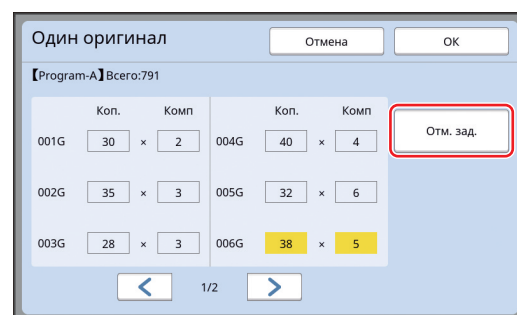 Один оригинал
Отмена
ОК
【Program-A】Всего:791
Коп. Комп Коп. Комп
001G 30 × 2 004G 40 × 4
Отм. зад.
002G 35 × 3 005G 32 × 6
003G 28 × 3 006G 38 × 5
1/2